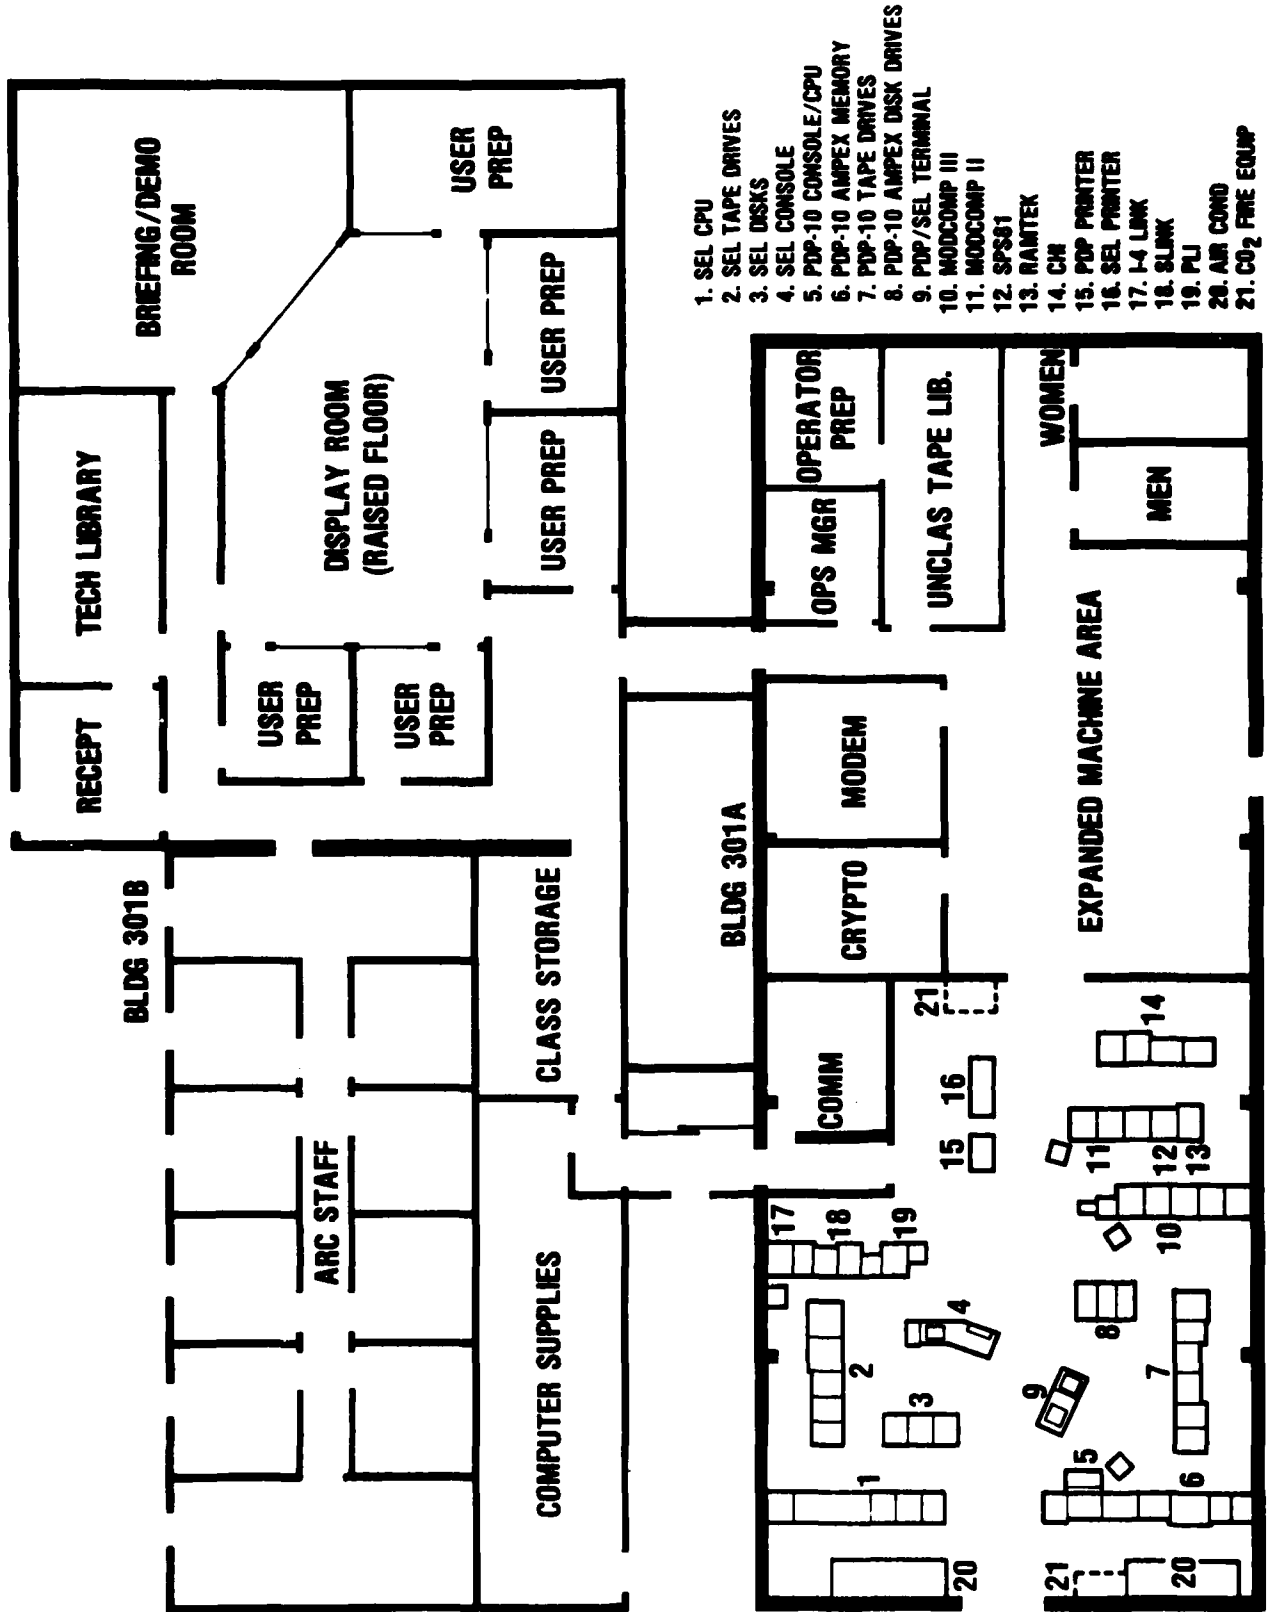 BRIEFING/DEMO
ROOM
USER
PREP
USER PREP
USER PREP
TECH LIBRARY
DISPLAY ROOM
(RAISED FLOOR)
RECEPT
USER
PREP
USER
PREP
BLDG 301B
CLASS STORAGE
ARC STAFF
COMPUTER SUPPLIES
1. SEL CPU
2. SEL TAPE DRIVES
3. SEL DISKS
4. SEL CONSOLE
5. PDP-10 CONSOLE/CPU
6. PDP-10 AMPEX MEMORY
7. PDP-10 TAPE DRIVES
8. PDP-10 AMPEX DISK DRIVES
9. PDP/SEL TERMINAL
10. MODCOMP III
11. MODCOMP II
12. SPS81
13. RAMTEK
14. CHI
15. PDP PRINTER
16. SEL PRINTER
17. I-4 LINK
18. SLINK
19. PLI
20. AIR COND
21. CO2 FIRE EQUIP
OPERATOR
PREP
OPS MGR
UNCLAS TAPE LIB.
WOMEN
MEN
BLDG 301A
MODEM
CRYPTO
EXPANDED MACHINE AREA
COMM
21
14
16
15
11
12
13
17
18
19
10
4
8
2
3
9
7
1
5
6
20
21
20